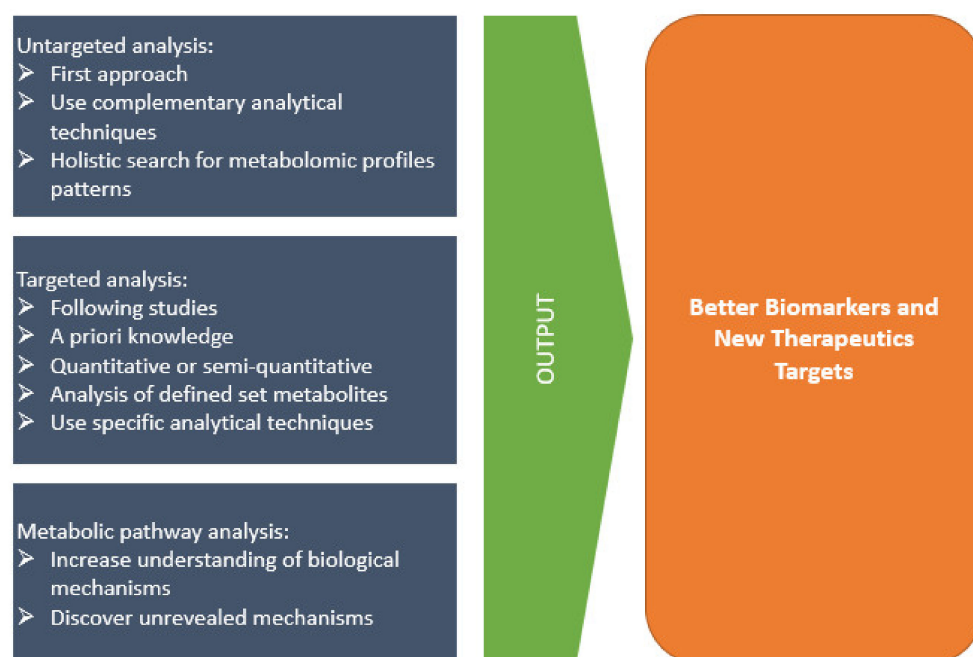 Untargeted analysis:
➢ First approach
➢ Use complementary analytical
techniques
➢ Holistic search for metabolomic profiles
patterns
Targeted analysis:
➢ Following studies
➢ A priori knowledge
➢ Quantitative or semi-quantitative
➢ Analysis of defined set metabolites
➢ Use specific analytical techniques
Metabolic pathway analysis:
➢ Increase understanding of biological
mechanisms
➢ Discover unrevealed mechanisms
OUTPUT
Better Biomarkers and
New Therapeutics
Targets